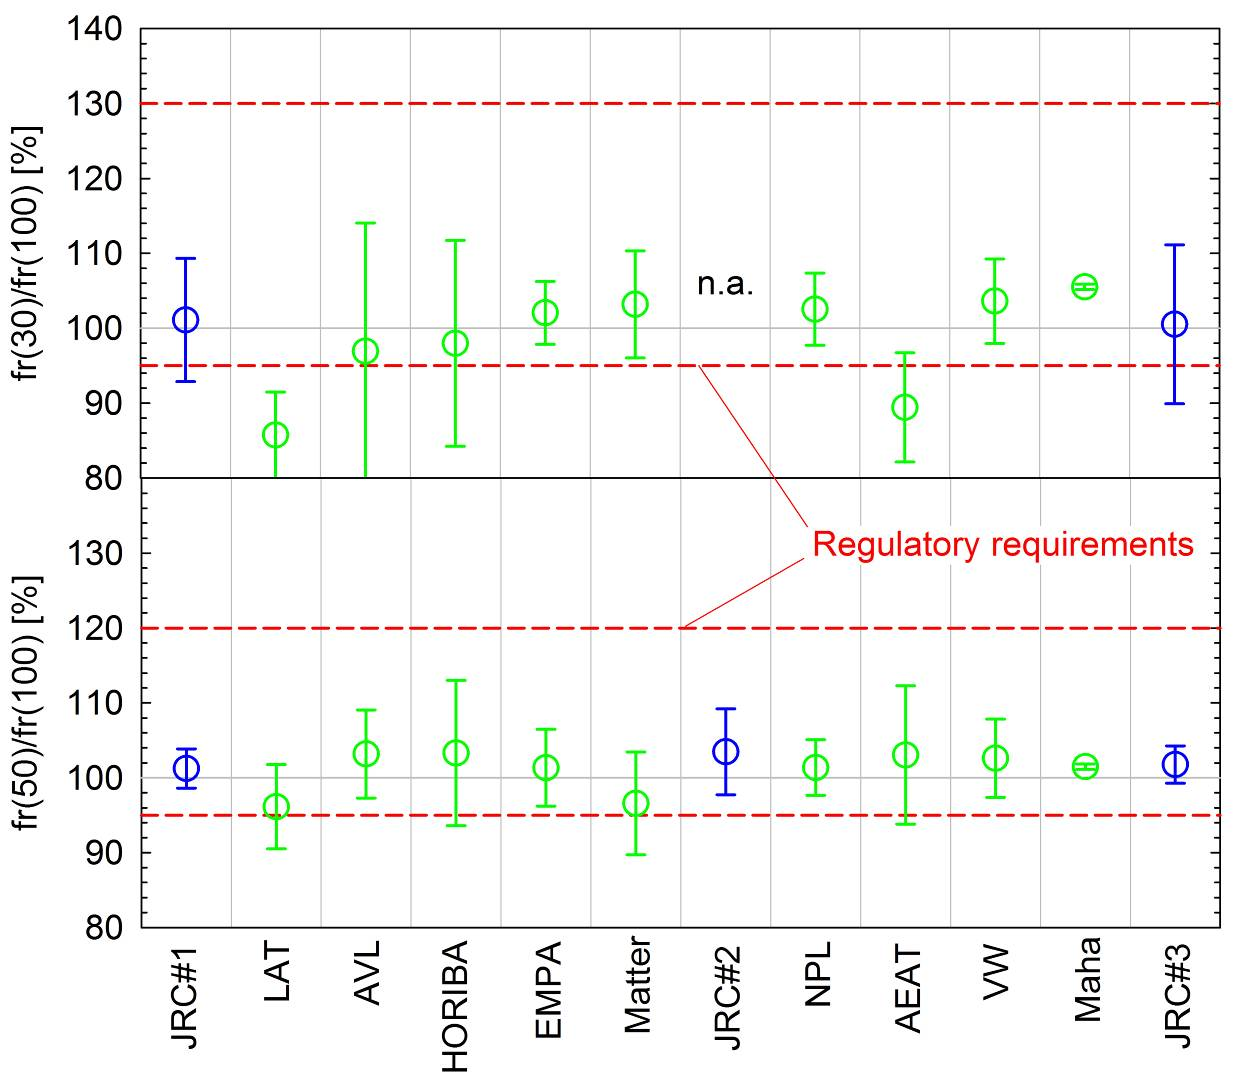 fr(30)/fr(100) [%]
140
130
120
110
100
90
80
n.a.
Regulatory requirements
fr(50)/fr(100) [%]
130
120
110
100
90
80
JRC#1
LAT
AVL
HORIBA
EMPA
Matter
JRC#2
NPL
AEAT
VW
Maha
JRC#3